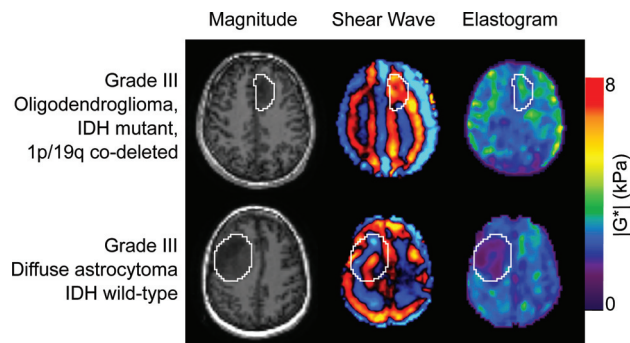 Magnitude
Shear Wave
Elastogram
Grade III
Oligodendroglioma,
IDH mutant,
1p/19q co-deleted
Grade III
Diffuse astrocytoma
IDH wild-type
8
|G*| (kPa)
0